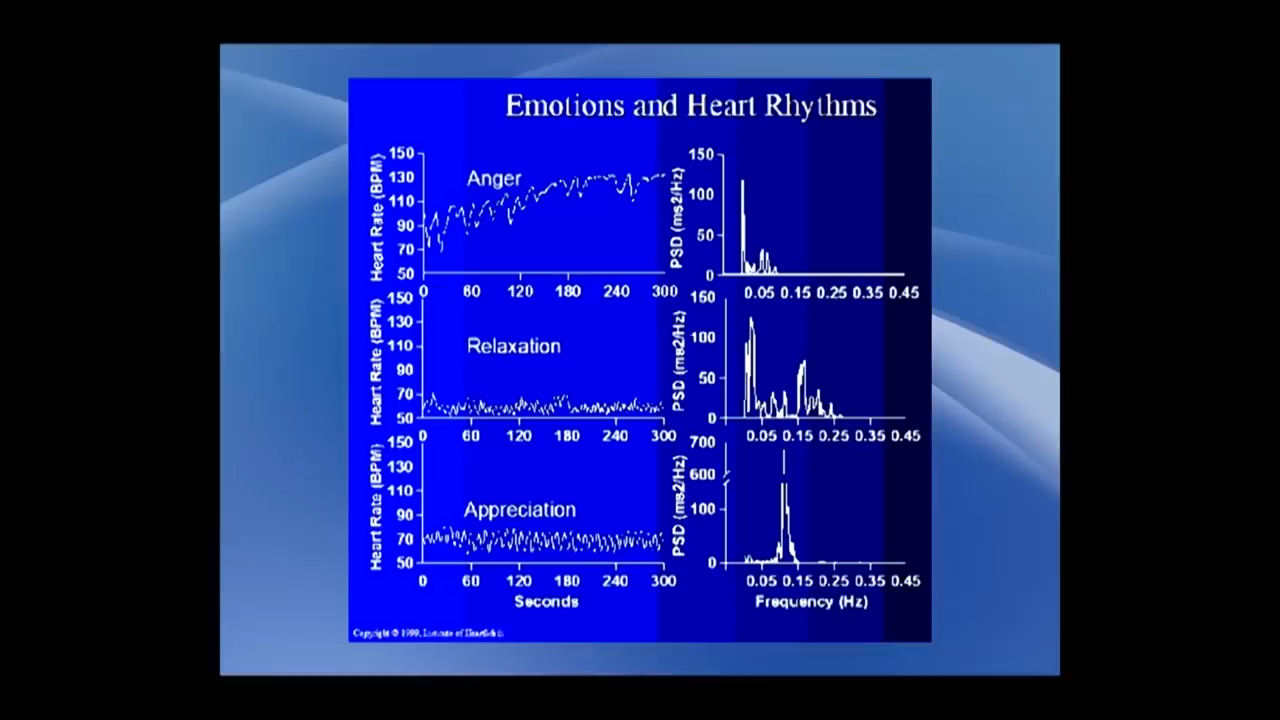 Emotions and Heart Rhythms
Heart Rate (BPM)
150
130
110
90
70
50
Anger
0 60 120 180 240 300
PSD (ms2/Hz)
150
100
50
0
0.05 0.15 0.25 0.35 0.45
Heart Rate (BPM)
150
130
110
90
70
50
Relaxation
0 60 120 180 240 300
PSD (ms2/Hz)
150
100
50
0
0.05 0.15 0.25 0.35 0.45
Heart Rate (BPM)
150
130
110
90
70
50
Appreciation
0 60 120 180 240 300
Seconds
PSD (ms2/Hz)
700
600
100
0
0.05 0.15 0.25 0.35 0.45
Frequency (Hz)
Copyright © 1999, Institute of